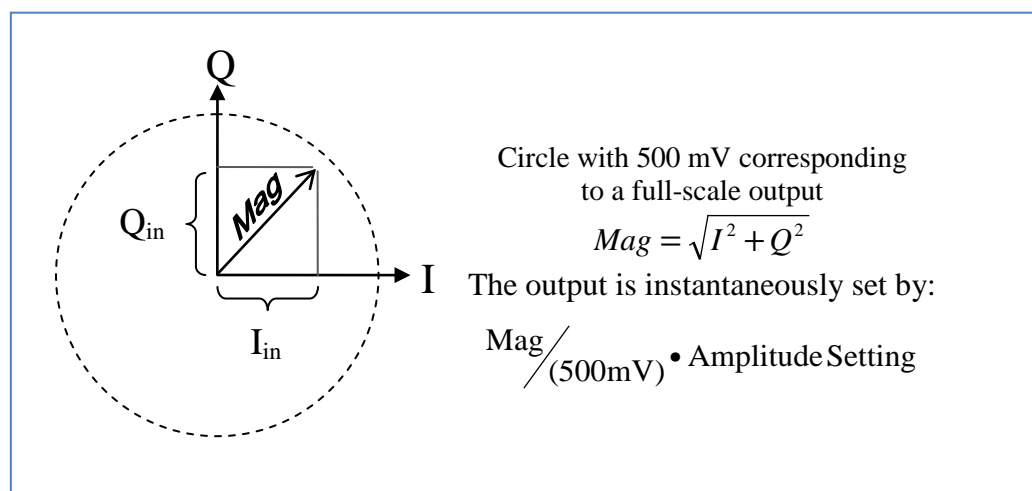 Q
Mag
Q_in
I
I_in
Circle with 500 mV corresponding
to a full-scale output
Mag = √(I² + Q²)
The output is instantaneously set by:
Mag/(500mV) • Amplitude Setting